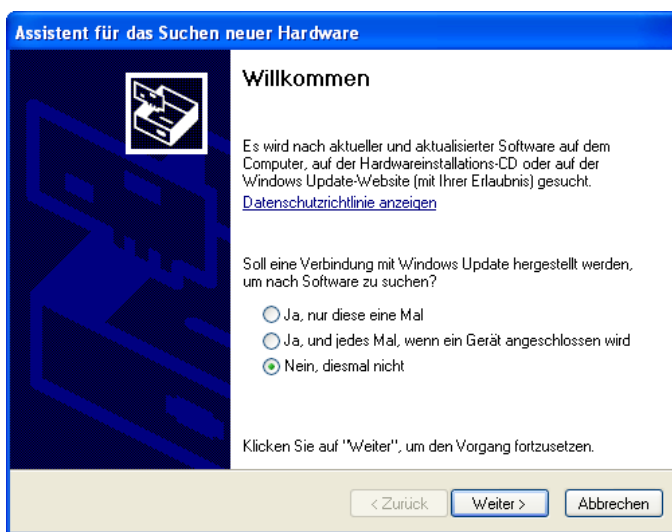 Assistent für das Suchen neuer Hardware
Willkommen
Es wird nach aktueller und aktualisierter Software auf dem
Computer, auf der Hardwareinstallations-CD oder auf der
Windows Update-Website (mit Ihrer Erlaubnis) gesucht.
Datenschutzrichtlinie anzeigen
Soll eine Verbindung mit Windows Update hergestellt werden,
um nach Software zu suchen?
Ja, nur diese eine Mal
Ja, und jedes Mal, wenn ein Gerät angeschlossen wird
Nein, diesmal nicht
Klicken Sie auf "Weiter", um den Vorgang fortzusetzen.
< Zurück Weiter > Abbrechen